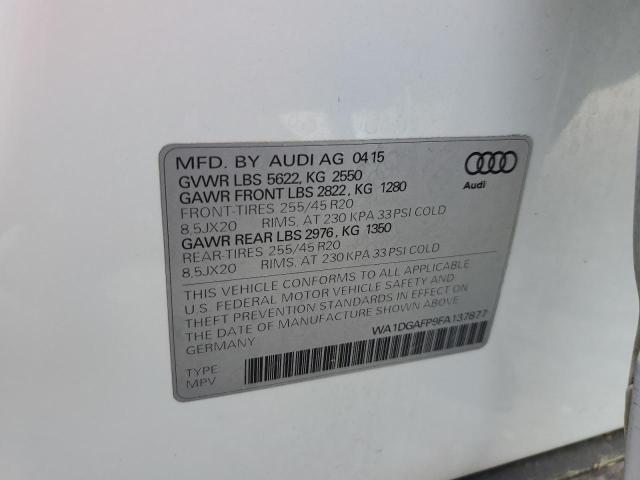 MFD. BY AUDI AG 04 15
GVWR LBS 5622, KG 2550
GAWR FRONT LBS 2822, KG 1280
FRONT-TIRES 255/45 R20
8,5JX20 RIMS, AT 230 KPA 33 PSI COLD
GAWR REAR LBS 2976, KG 1350
REAR-TIRES 255/45 R20
8,5JX20 RIMS, AT 230 KPA 33 PSI COLD
Audi
THIS VEHICLE CONFORMS TO ALL APPLICABLE
U.S. FEDERAL MOTOR VEHICLE SAFETY AND
THEFT PREVENTION STANDARDS IN EFFECT ON
THE DATE OF MANUFACTURE SHOWN ABOVE.
GERMANY
WA1DGAFP9FA137877
TYPE
MPV